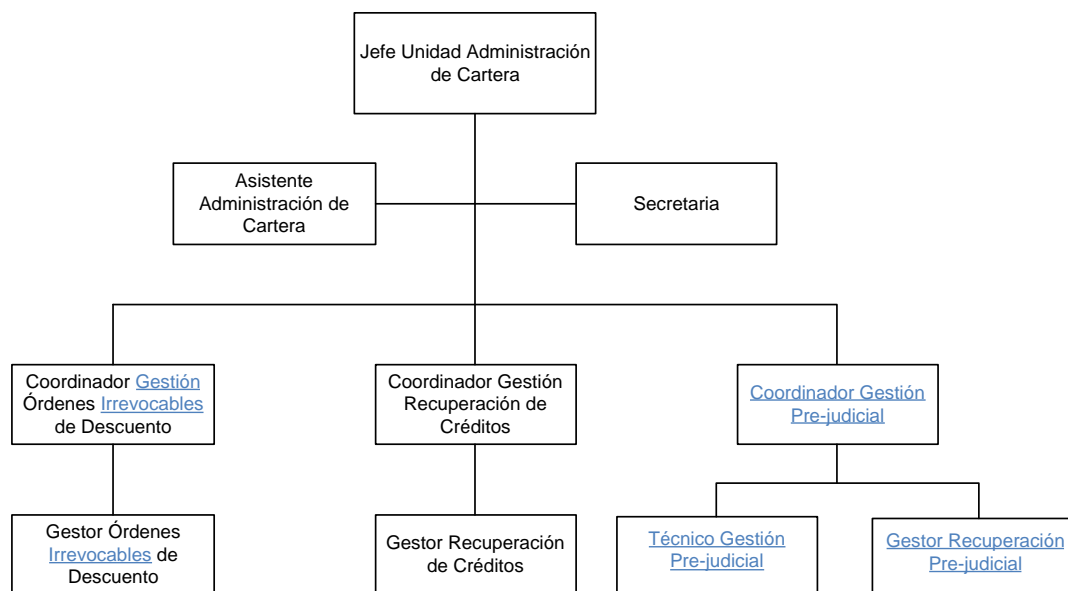 Jefe Unidad Administración
de Cartera
Asistente
Administración de
Cartera
Secretaria
Coordinador Gestión
Órdenes Irrevocables
de Descuento
Coordinador Gestión
Recuperación de
Créditos
Coordinador Gestión
Pre-judicial
Gestor Órdenes
Irrevocables de
Descuento
Gestor Recuperación
de Créditos
Técnico Gestión
Pre-judicial
Gestor Recuperación
Pre-judicial